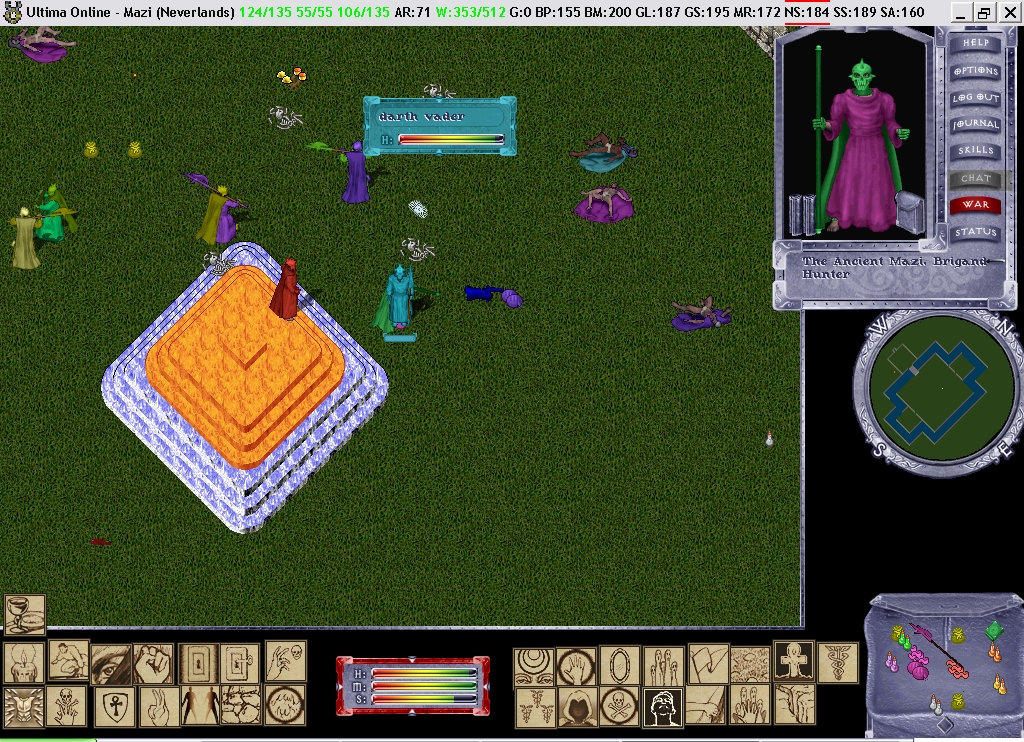 Ultima Online - Mazi (Neverlands) 124/135 55/55 106/135 AR:71 W:353/512 G:0 BP:155 BM:200 GL:187 GS:195 MR:172 NS:184 SS:189 SA:160
darth vader
H:
HELP
OPTIONS
LOG OUT
JOURNAL
SKILLS
CHAT
WAR
STATUS
The Ancient Mazi, Brigand
Hunter
W
N
S
E
H:
M:
S: